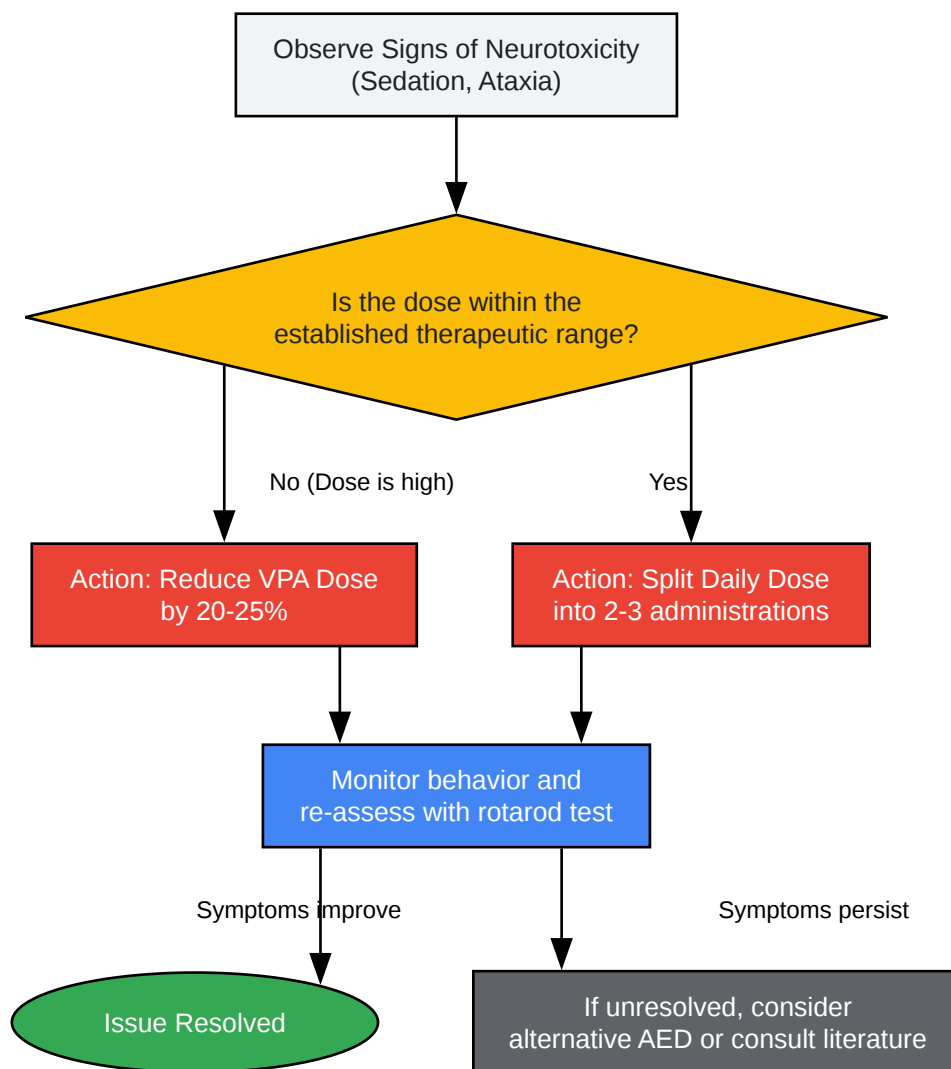 Observe Signs of Neurotoxicity
(Sedation, Ataxia)
Is the dose within the
established therapeutic range?
No (Dose is high)
Yes
Action: Reduce VPA Dose
by 20-25%
Action: Split Daily Dose
into 2-3 administrations
Monitor behavior and
re-assess with rotarod test
Symptoms improve
Symptoms persist
Issue Resolved
If unresolved, consider
alternative AED or consult literature